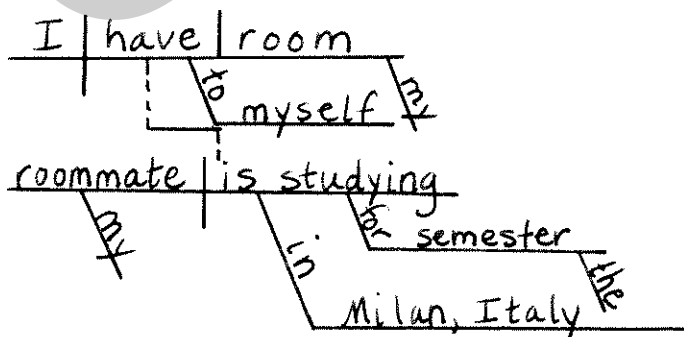 I have room
to my
myself
roommate is studying
my for semester
in the
Milan, Italy